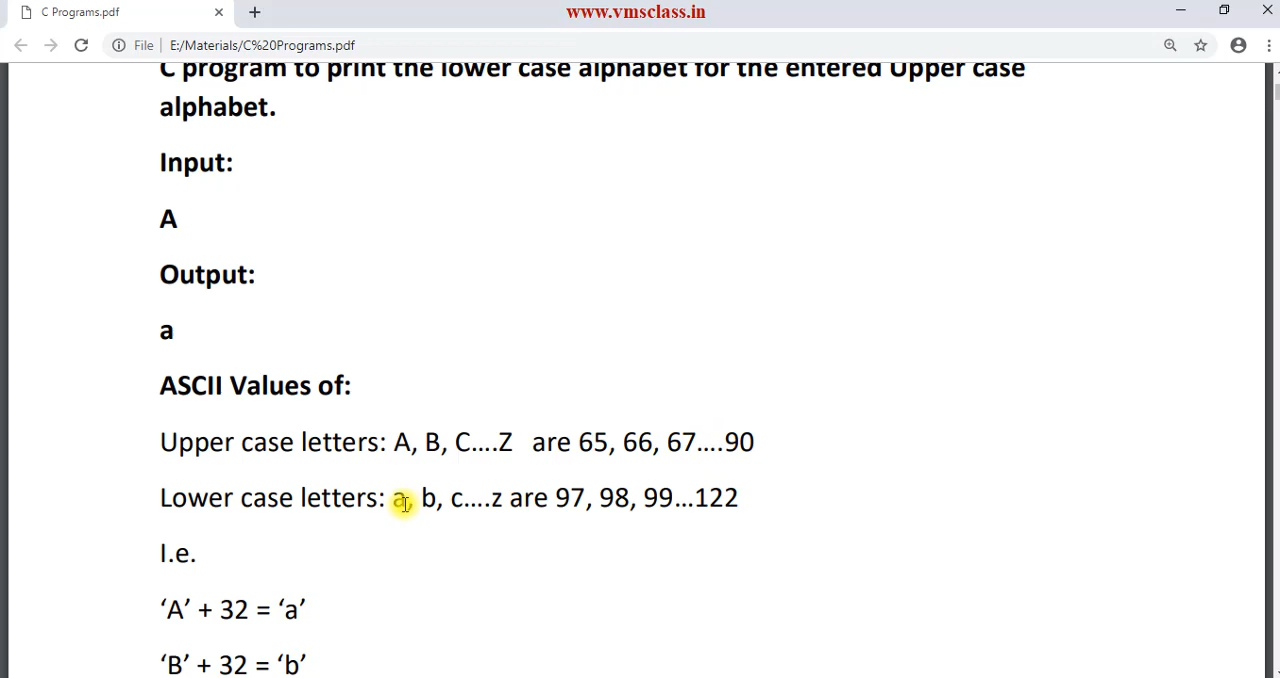 C Programs.pdf
www.vmsclass.in
File E:/Materials/C%20Programs.pdf
C program to print the lower case alphabet for the entered Upper case
alphabet.
Input:
A
Output:
a
ASCII Values of:
Upper case letters: A, B, C....Z are 65, 66, 67....90
Lower case letters: a, b, c....z are 97, 98, 99...122
I.e.
‘A’ + 32 = ‘a’
‘B’ + 32 = ‘b’